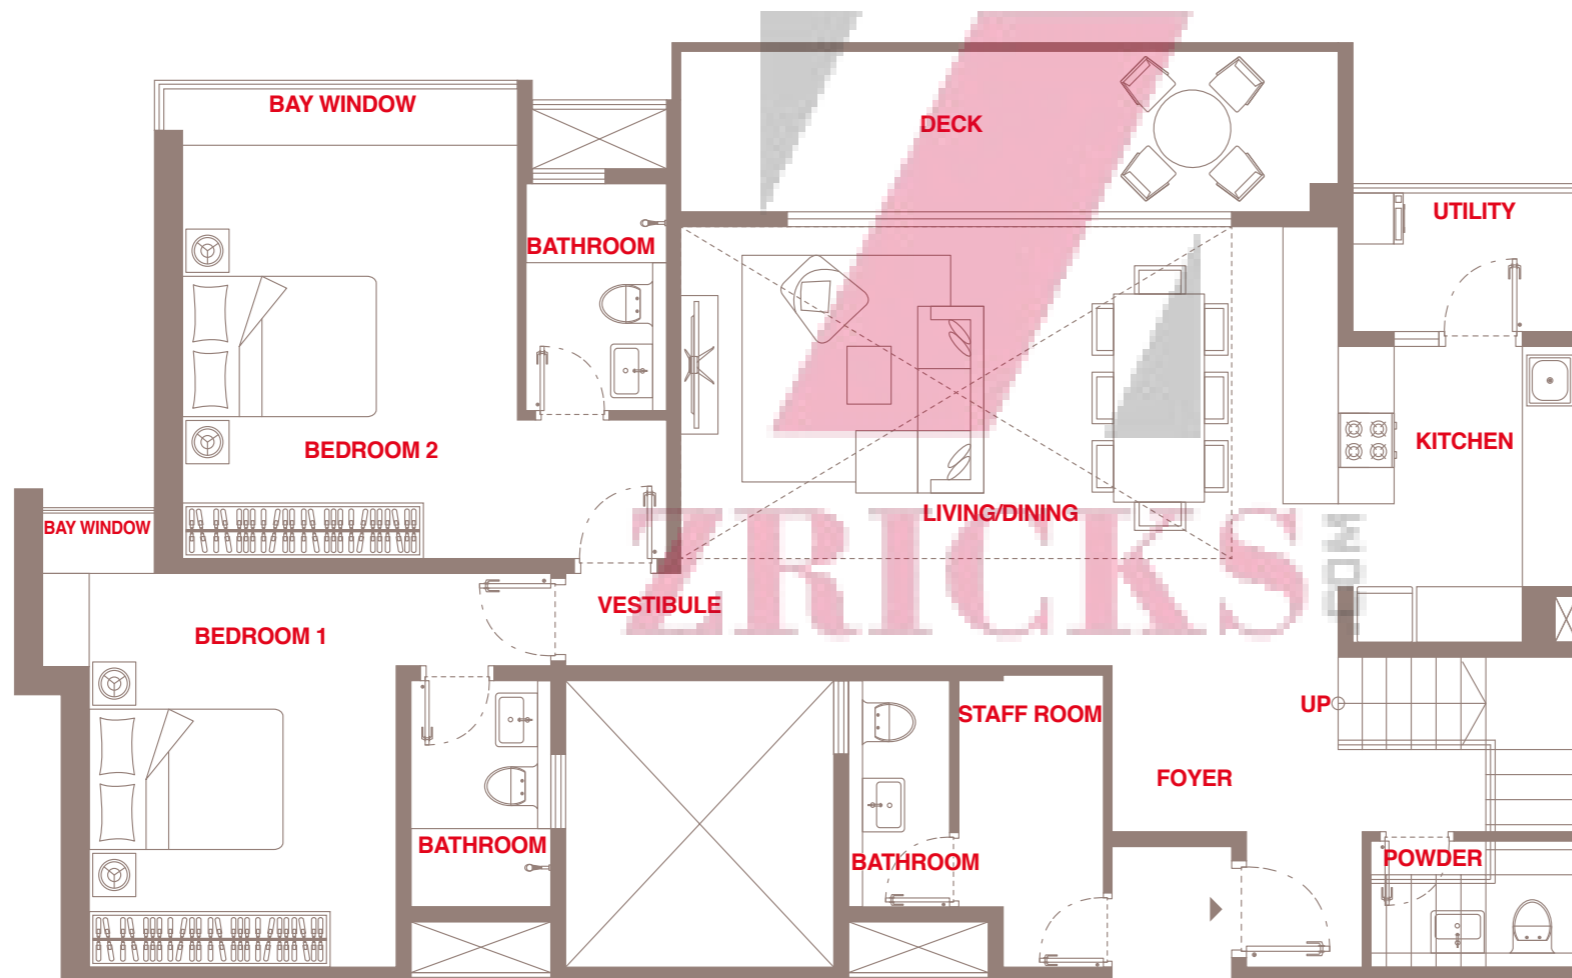 BAY WINDOW
DECK
UTILITY
BATHROOM
BEDROOM 2
KITCHEN
LIVING/DINING
BAY WINDOW
ZRICKS
.COM
VESTIBULE
BEDROOM 1
UP
STAFF ROOM
FOYER
BATHROOM
BATHROOM
POWDER